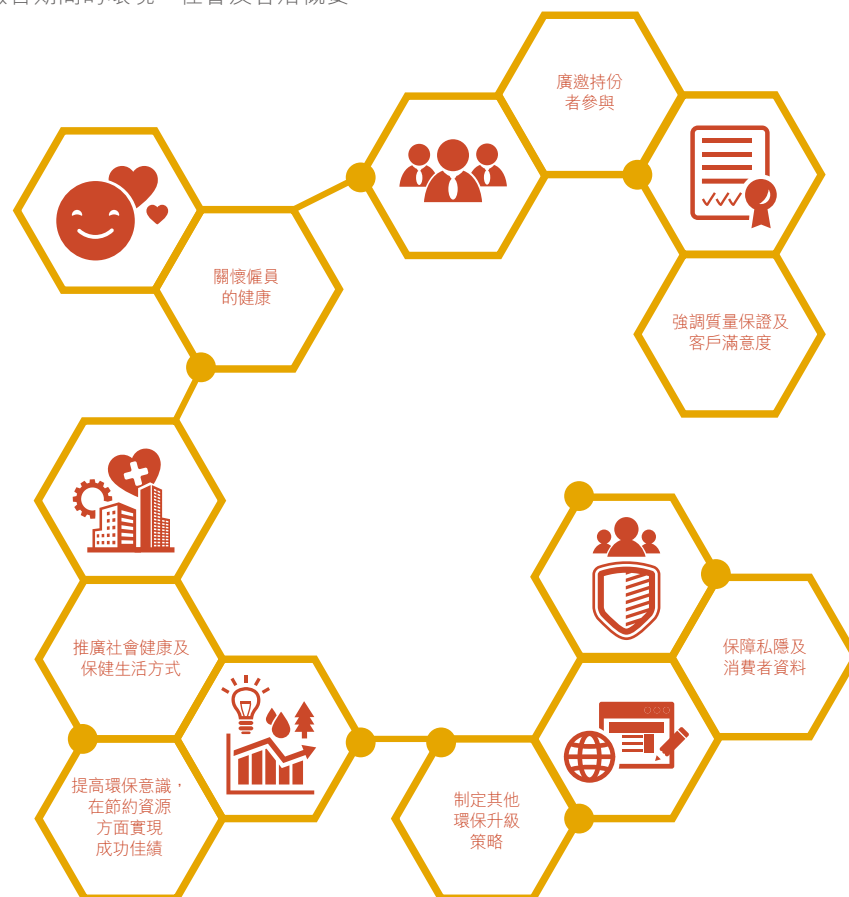 廣邀持份
者參與
關懷僱員
的健康
強調質量保證及
客戶滿意度
推廣社會健康及
保健生活方式
保障私隱及
消費者資料
提高環保意識，
在節約資源
方面實現
成功佳績
制定其他
環保升級
策略